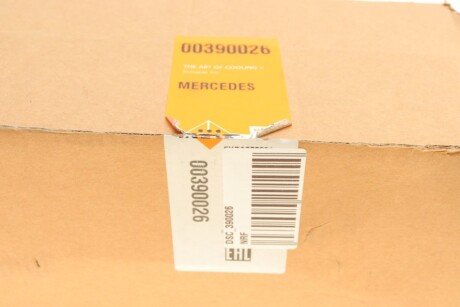 00390026
THE ART OF COOLING
MERCEDES
00390026
DSC 390026
NRF
EAC